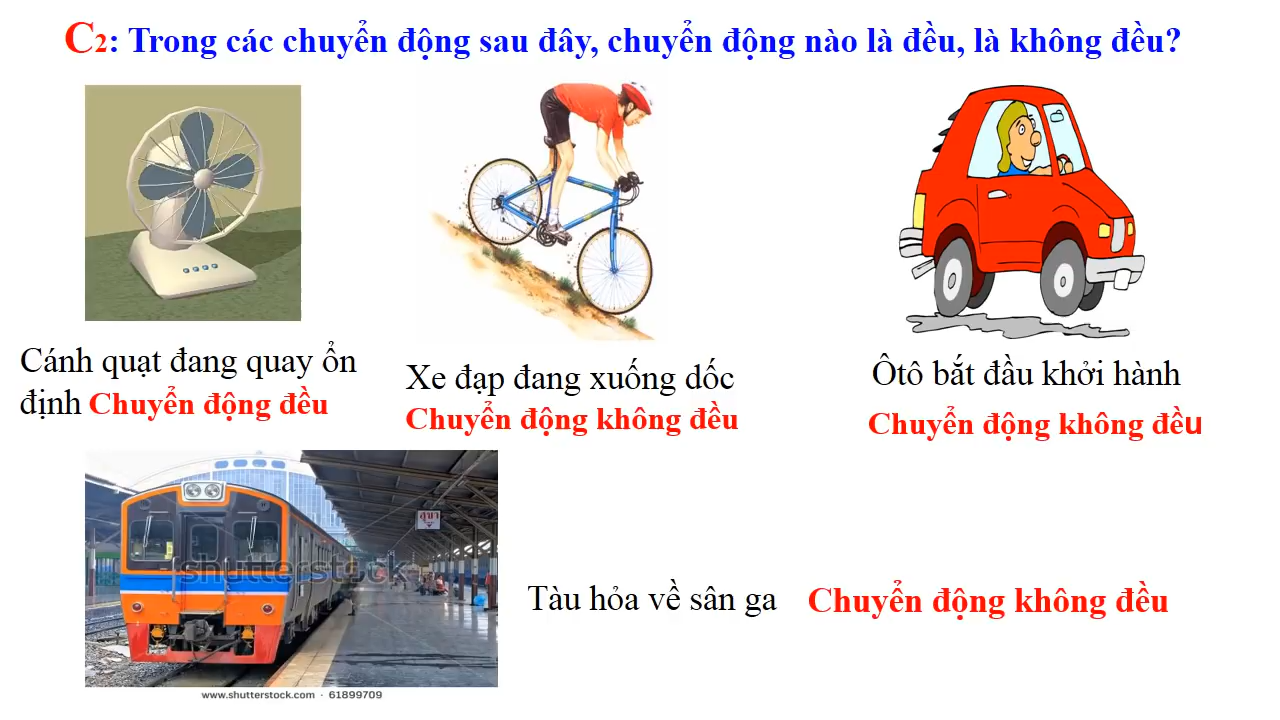 C2: Trong các chuyển động sau đây, chuyển động nào là đều, là không đều?
Cánh quạt đang quay ổn
định Chuyển động đều
Xe đạp đang xuống dốc
Chuyển động không đều
Ôtô bắt đầu khởi hành
Chuyển động không đều
shutterstock
Tàu hỏa về sân ga Chuyển động không đều
www.shutterstock.com · 61899709